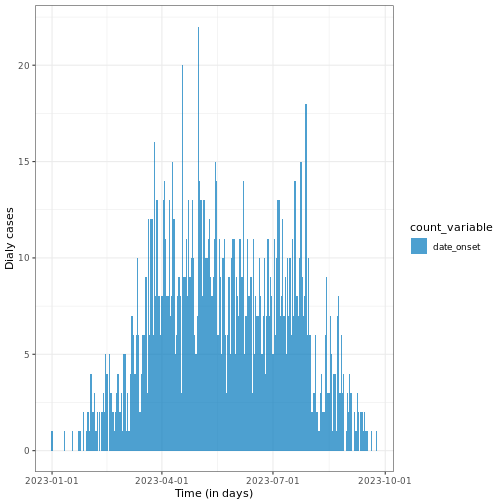 20
15
10
5
0
Dialy cases
2023-01-01
2023-04-01
2023-07-01
2023-10-01
Time (in days)
count_variable
date_onset